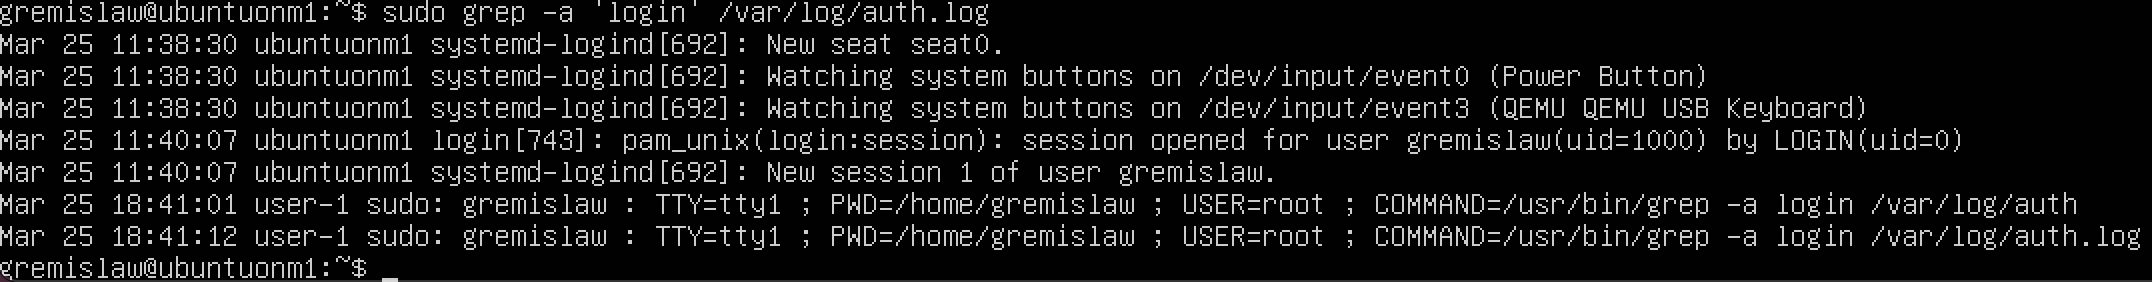 gremislaw@ubuntuonm1:~$ sudo grep -a 'login' /var/log/auth.log
Mar 25 11:38:30 ubuntuonm1 systemd-logind[692]: New seat seat0.
Mar 25 11:38:30 ubuntuonm1 systemd-logind[692]: Watching system buttons on /dev/input/event0 (Power Button)
Mar 25 11:38:30 ubuntuonm1 systemd-logind[692]: Watching system buttons on /dev/input/event3 (QEMU QEMU USB Keyboard)
Mar 25 11:40:07 ubuntuonm1 login[743]: pam_unix(login:session): session opened for user gremislaw(uid=1000) by LOGIN(uid=0)
Mar 25 11:40:07 ubuntuonm1 systemd-logind[692]: New session 1 of user gremislaw.
Mar 25 18:41:01 user-1 sudo: gremislaw : TTY=tty1 ; PWD=/home/gremislaw ; USER=root ; COMMAND=/usr/bin/grep -a login /var/log/auth
Mar 25 18:41:12 user-1 sudo: gremislaw : TTY=tty1 ; PWD=/home/gremislaw ; USER=root ; COMMAND=/usr/bin/grep -a login /var/log/auth.log
gremislaw@ubuntuonm1:~$